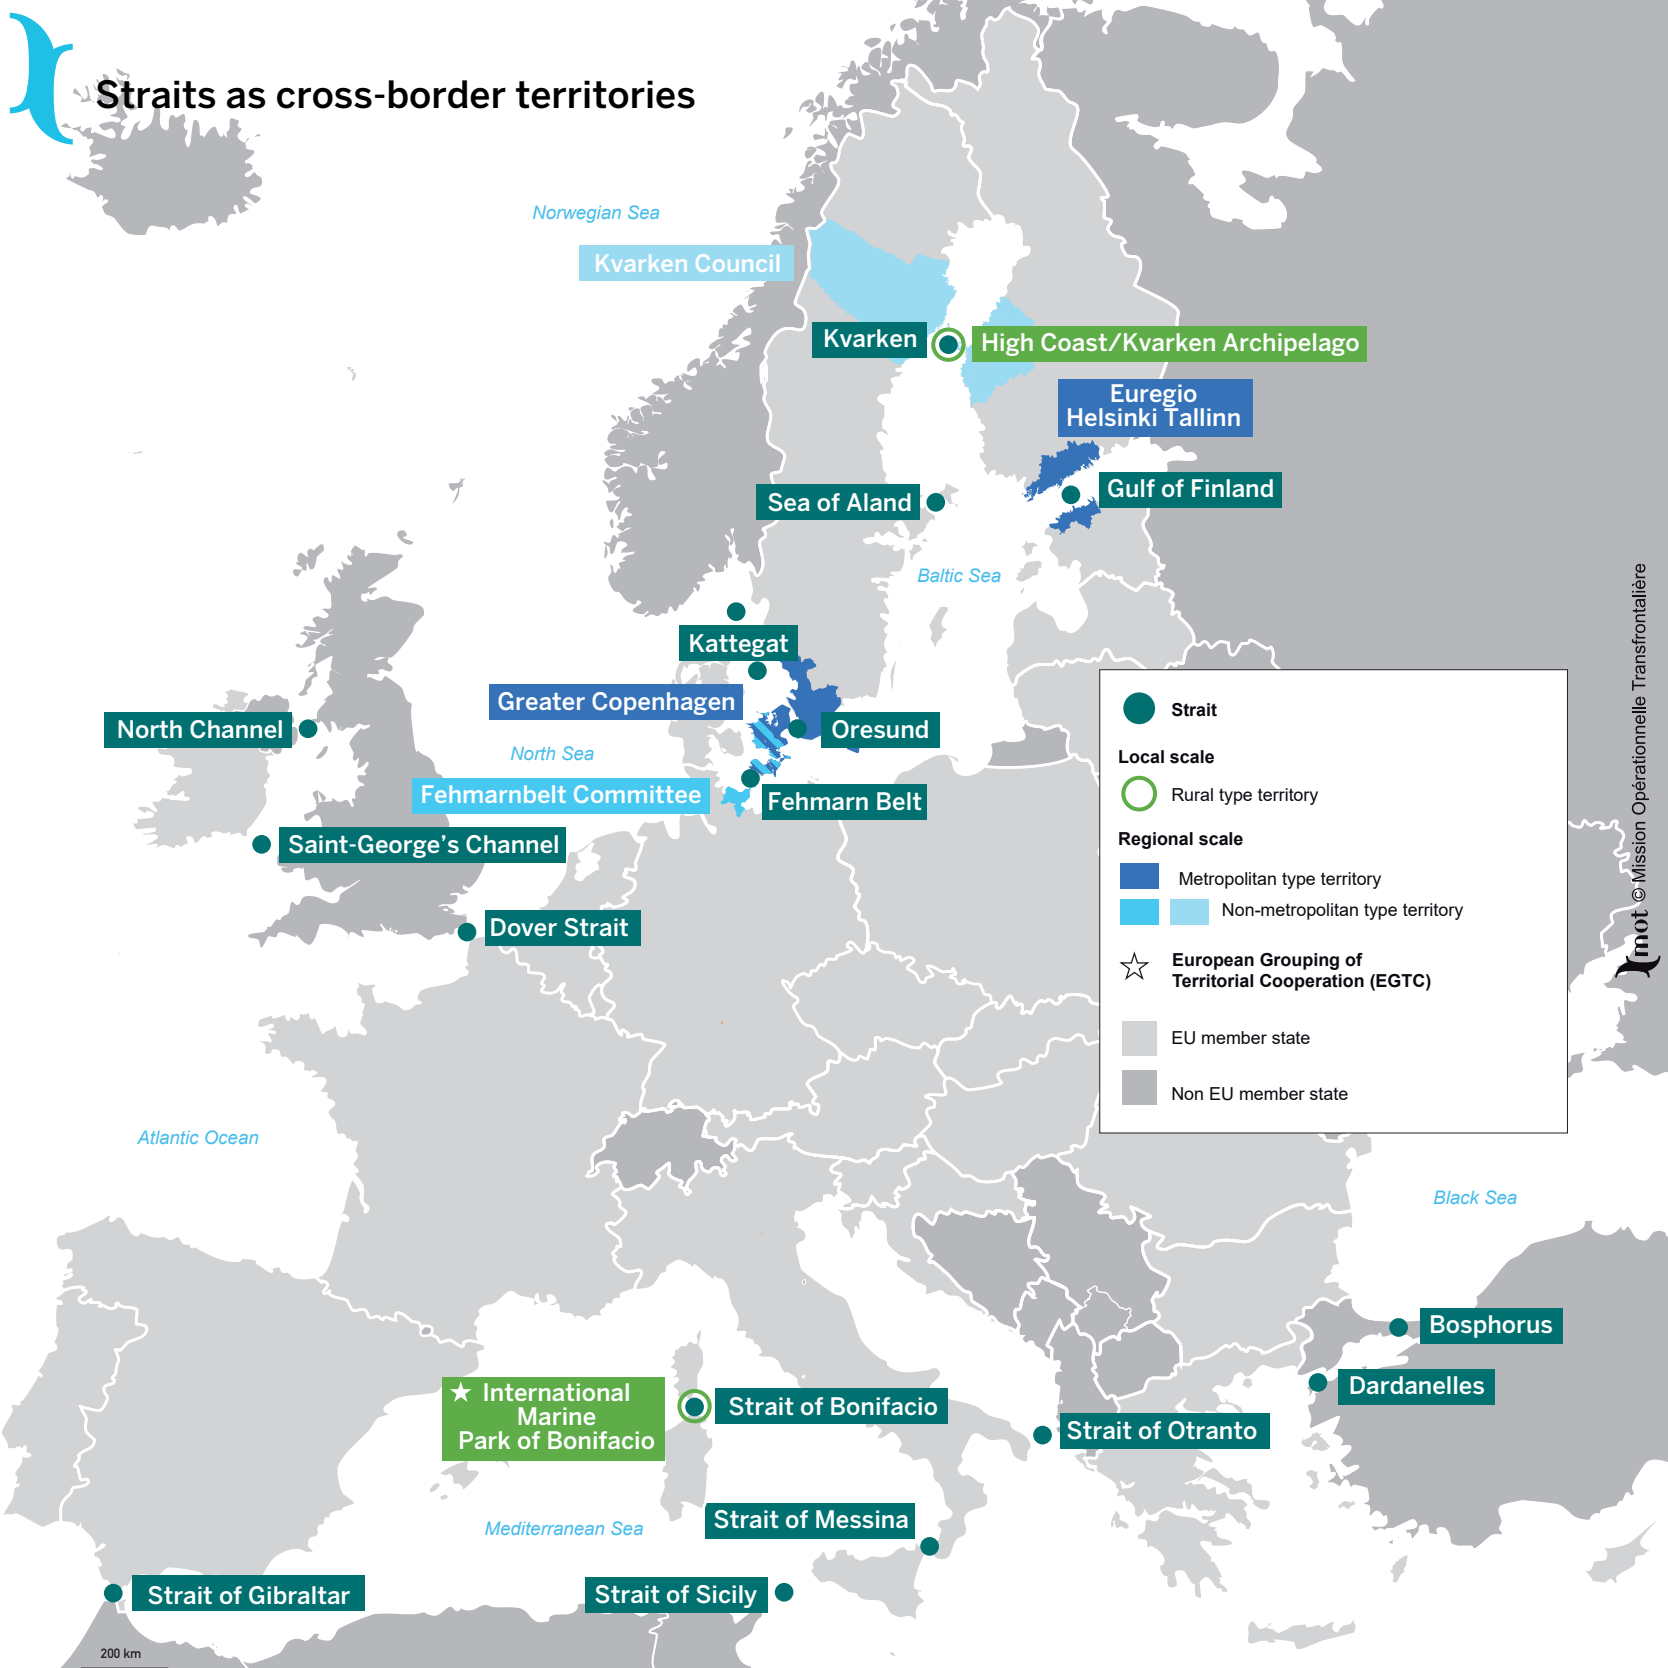 Straits as cross-border territories
Norwegian Sea
Kvarken Council
Kvarken
High Coast/Kvarken Archipelago
Euregio
Helsinki Tallinn
Sea of Aland
Gulf of Finland
Baltic Sea
Kattegat
Greater Copenhagen
North Channel
Oresund
North Sea
Fehmarnbelt Committee
Fehmarn Belt
Saint-George's Channel
Dover Strait
Strait
Local scale
Rural type territory
Regional scale
Metropolitan type territory
Non-metropolitan type territory
European Grouping of
Territorial Cooperation (EGTC)
EU member state
Non EU member state
mot © Mission Opérationnelle Transfrontalière
Atlantic Ocean
Black Sea
Bosphorus
Dardanelles
★ International
Marine
Park of Bonifacio
Strait of Bonifacio
Strait of Otranto
Strait of Messina
Mediterranean Sea
Strait of Gibraltar
Strait of Sicily
200 km